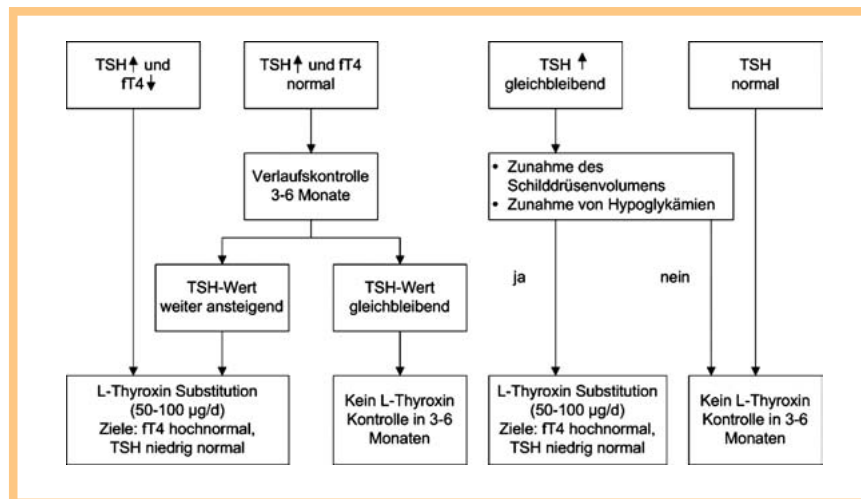 TSH↑ und
fT4↓
TSH↑ und fT4
normal
TSH ↑
gleichbleibend
TSH
normal
Verlaufskontrolle
3-6 Monate
• Zunahme des
Schilddrüsenvolumens
• Zunahme von Hypoglykämien
TSH-Wert
weiter ansteigend
TSH-Wert
gleichbleibend
ja
nein
L-Thyroxin Substitution
(50-100 µg/d)
Ziele: fT4 hochnormal,
TSH niedrig normal
Kein L-Thyroxin
Kontrolle in 3-6
Monaten
L-Thyroxin Substitution
(50-100 µg/d)
Ziele: fT4 hochnormal,
TSH niedrig normal
Kein L-Thyroxin
Kontrolle in 3-6
Monaten